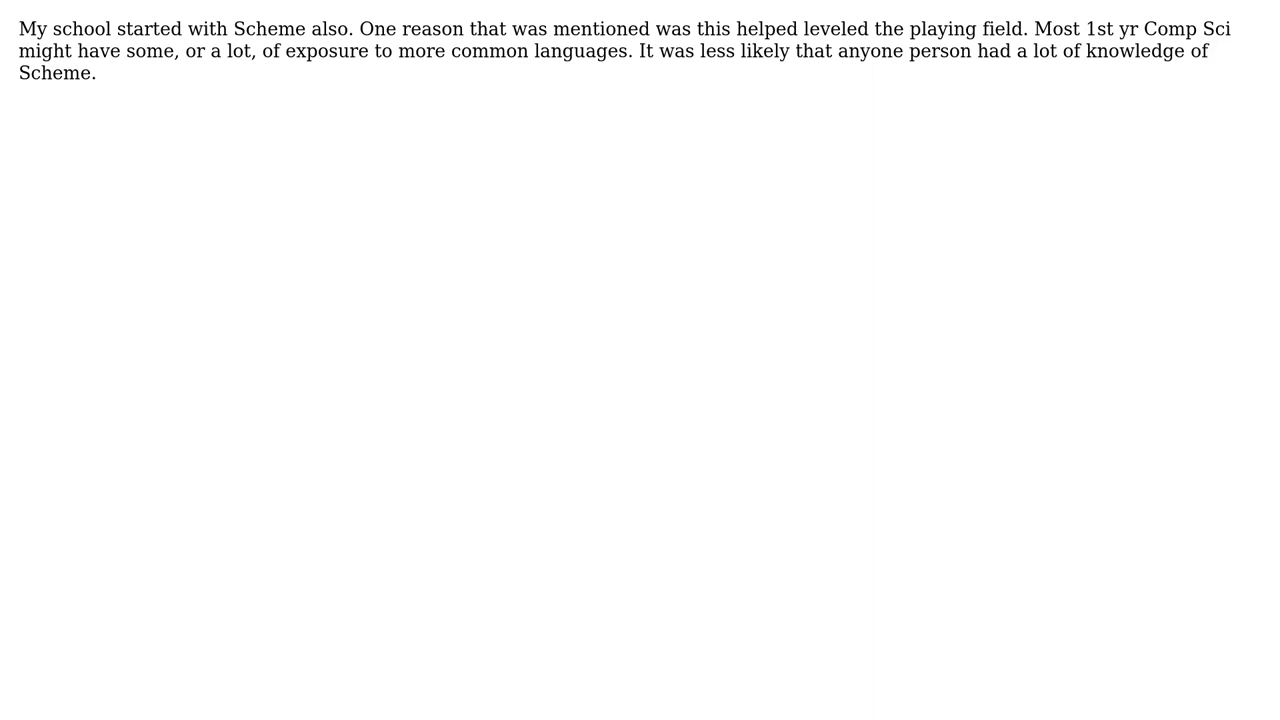 My school started with Scheme also. One reason that was mentioned was this helped leveled the playing field. Most 1st yr Comp Sci
might have some, or a lot, of exposure to more common languages. It was less likely that anyone person had a lot of knowledge of
Scheme.